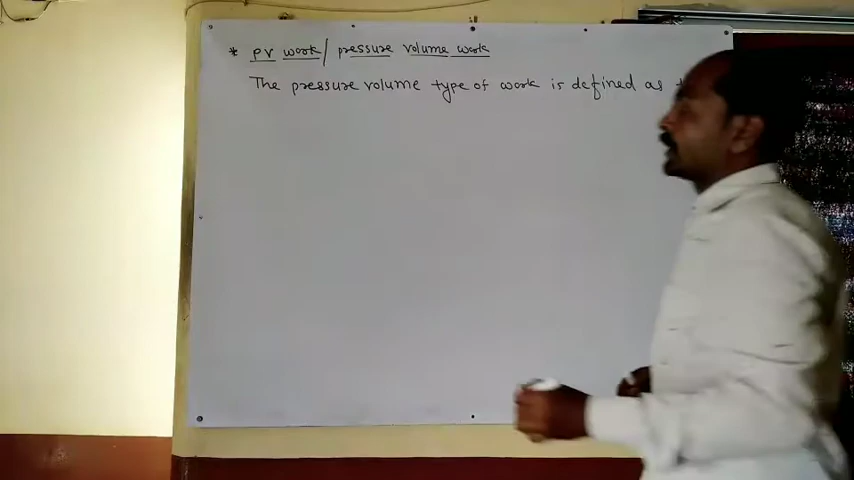 * PV work/ pressure volume work
The pressure volume type of work is defined as